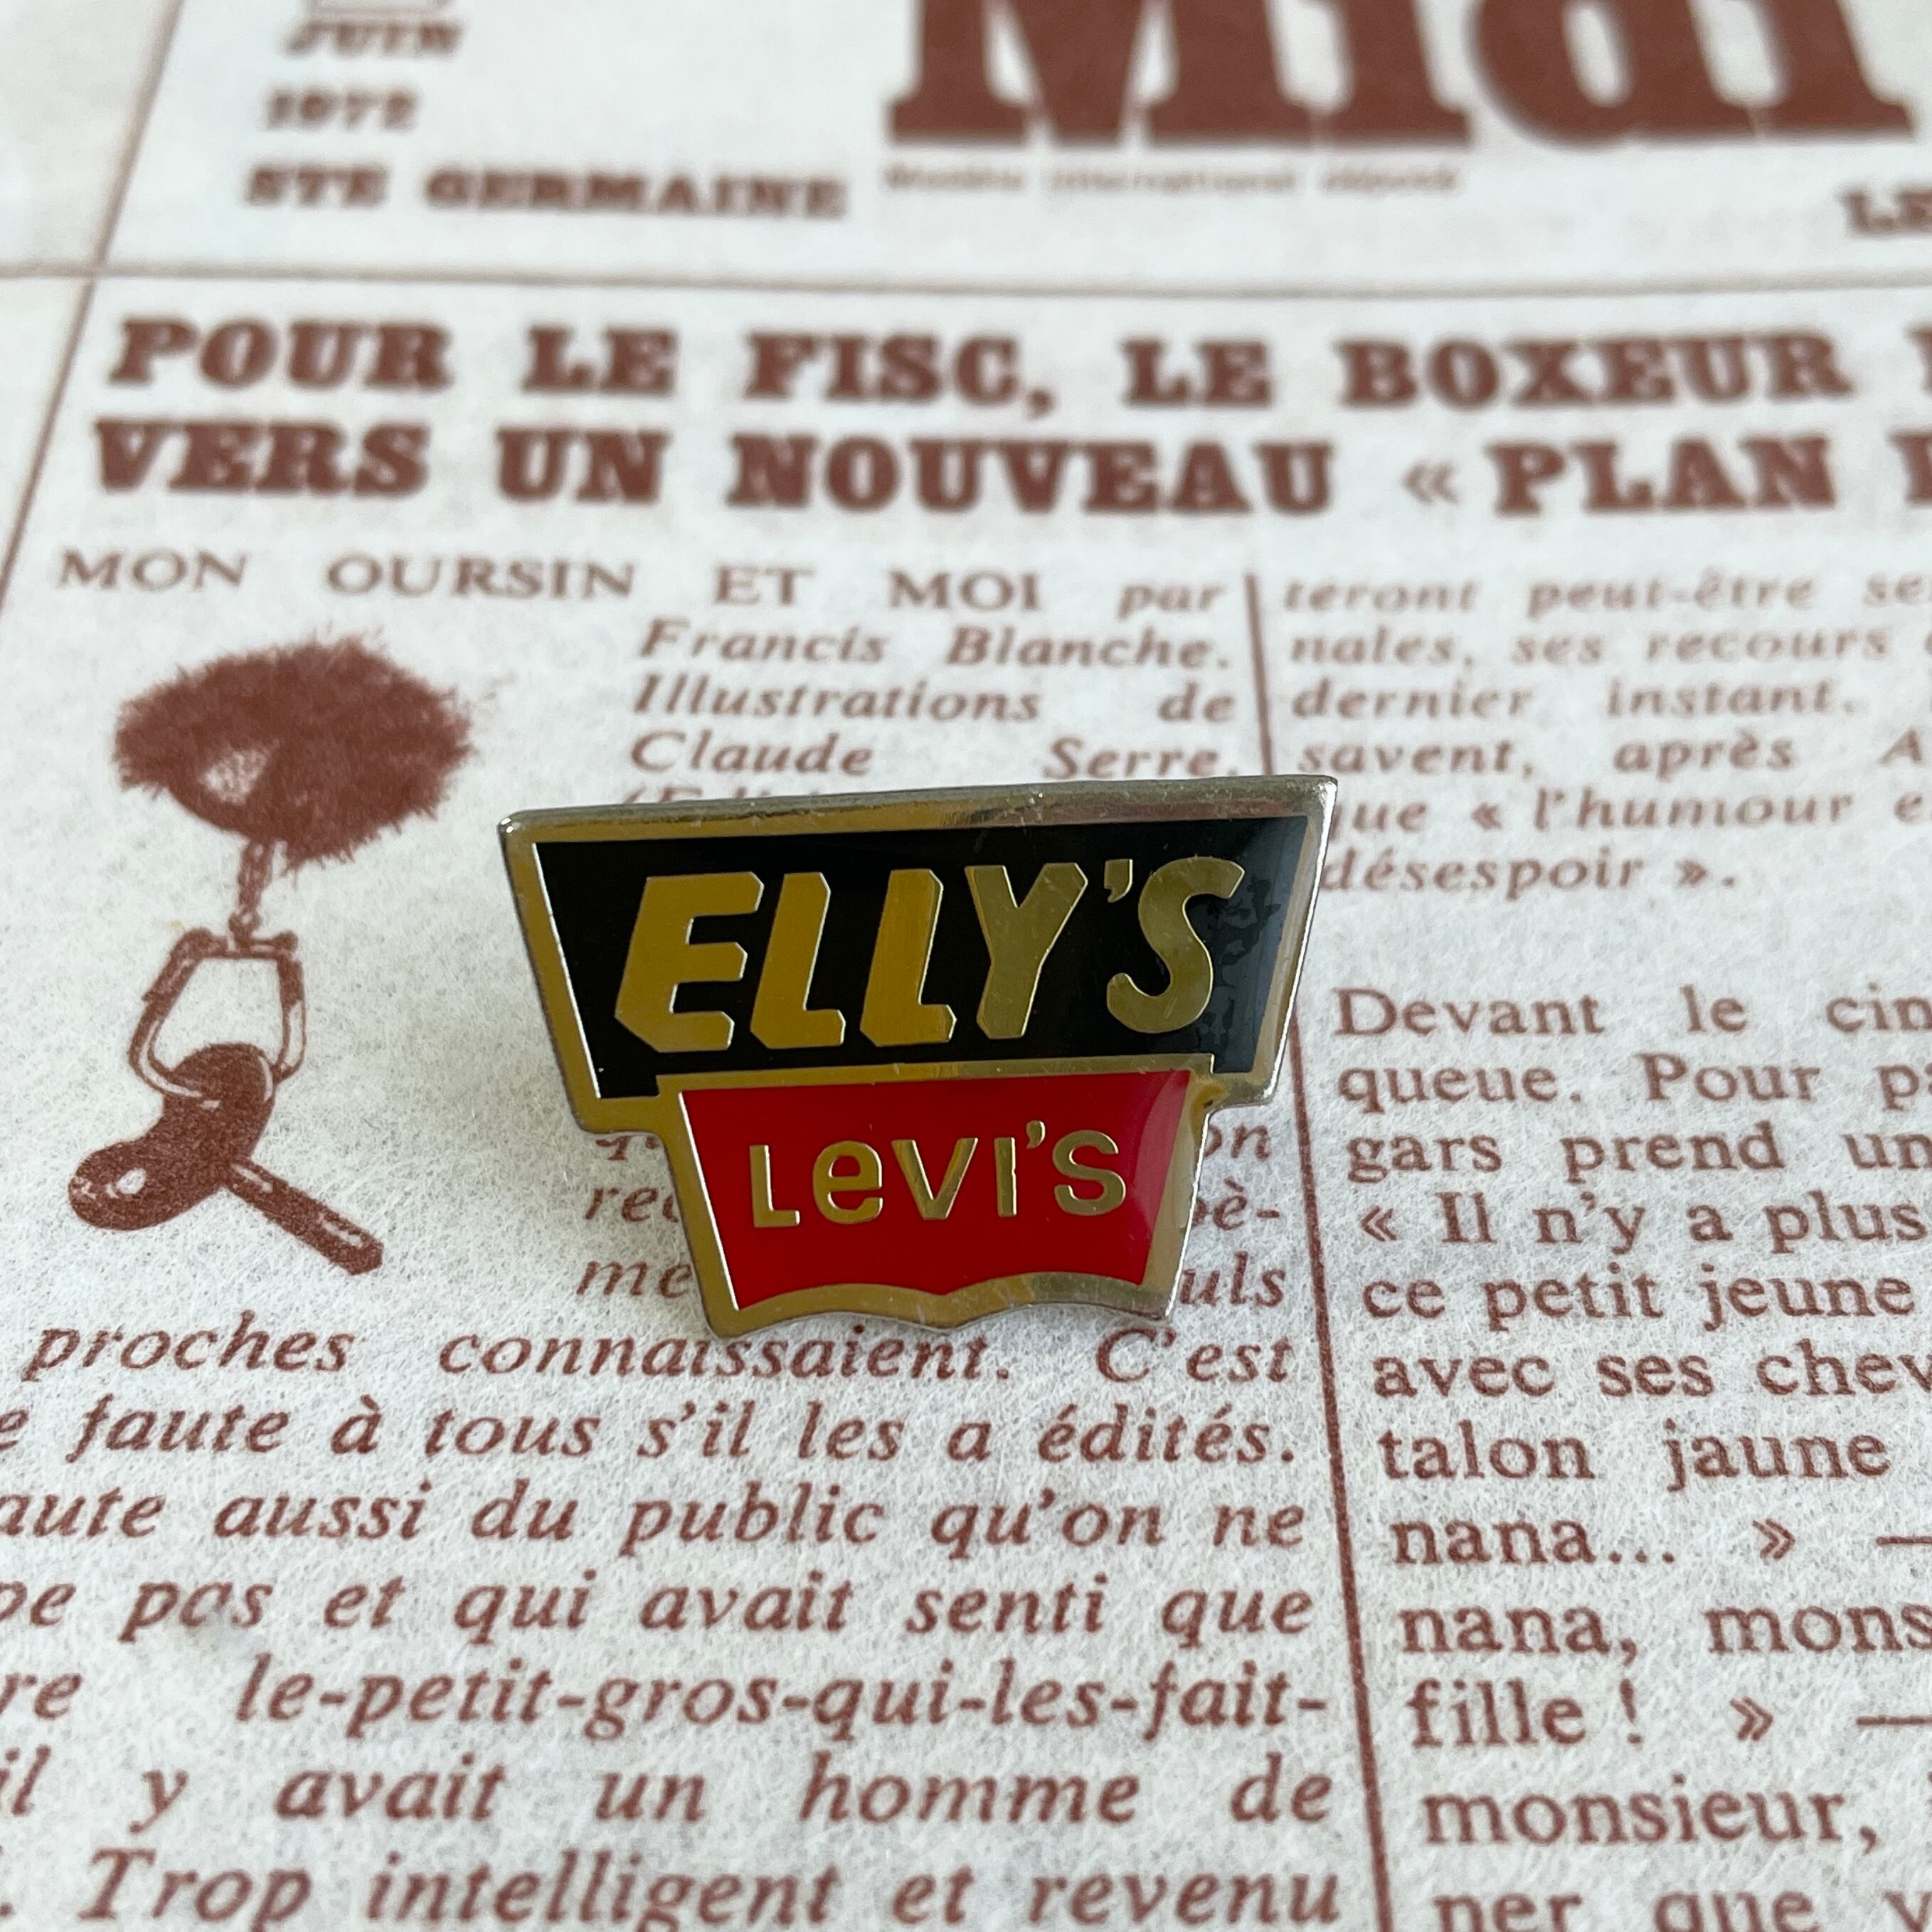 Midi
JUIN
1972
STE GERMAINE
LE
POUR LE FISC, LE BOXEUR
VERS UN NOUVEAU « PLAN
MON OURSIN ET MOI par
Francis Blanche.
Illustrations de
Claude Serre.
proches connaissaient. C'est
faute à tous s'il les a édités.
aussi du public qu'on ne
pas et qui avait senti que
le-petit-gros-qui-les-fait-
y avait un homme de
Trop intelligent et revenu
teront peut-être
nales, ses recours
dernier instant.
savent, après
que « l'humour
désespoir ».
Devant le
queue. Pour
gars prend
« Il n'y a plus
ce petit jeune
avec ses
talon jaune
nana... » —
nana,
fille ! » —
monsieur,
ner que
ELLY'S
LeVI'S